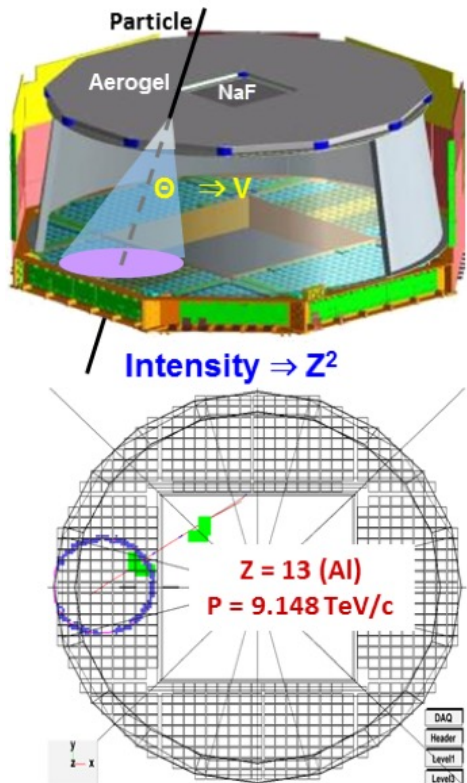 Particle
Aerogel
NaF
Θ ⇒ V
Intensity ⇒ Z²
Z = 13 (Al)
P = 9.148 TeV/c
y
z x
DAQ
Header
Level1
Level3